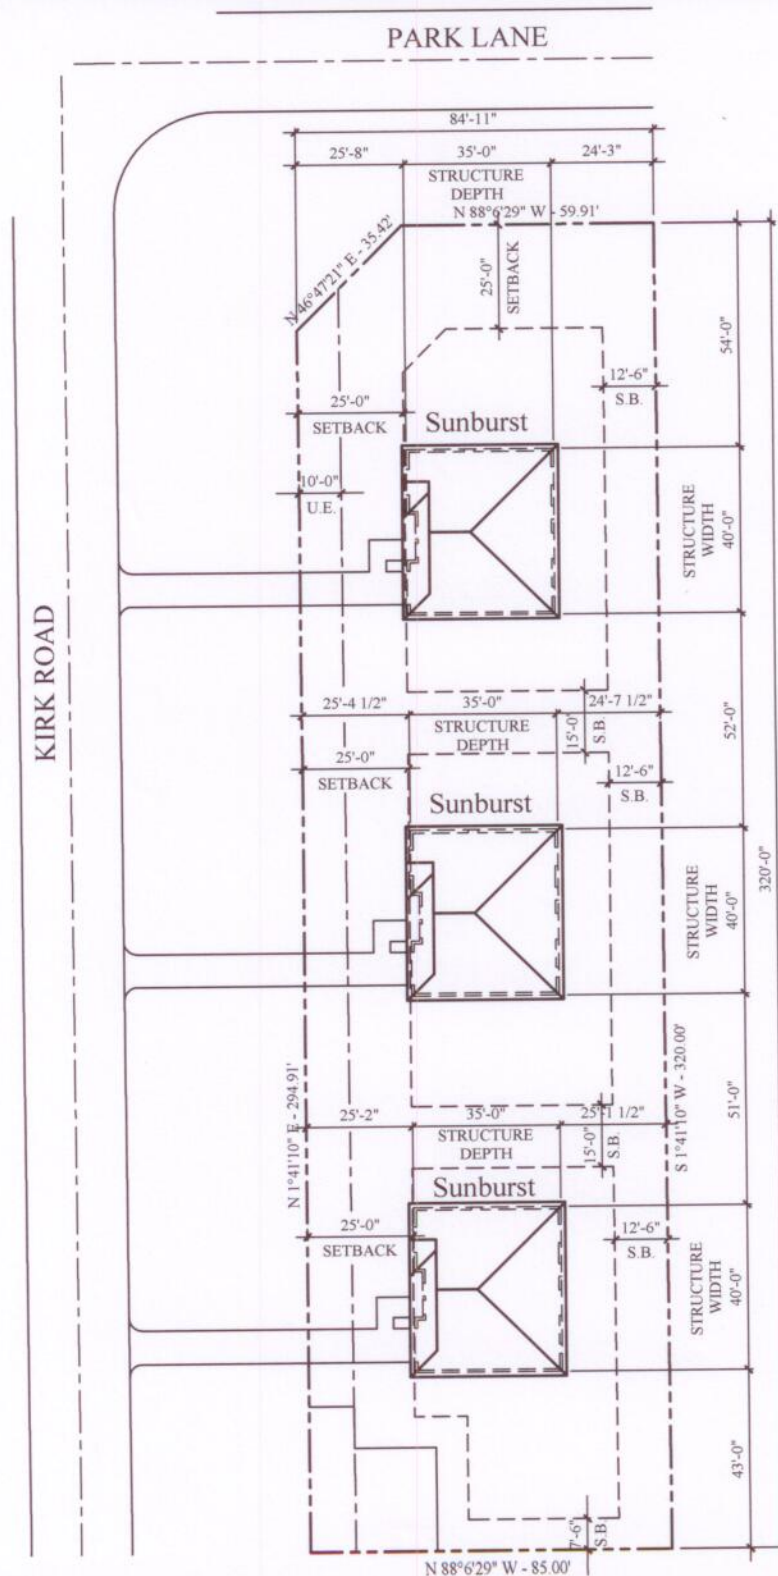 PARK LANE
84'-11"
25'-8"
35'-0"
24'-3"
STRUCTURE
DEPTH
N 88°6'29" W - 59.91'
N 46°47'21" E - 35.42'
25'-0"
SETBACK
54'-0"
12'-6"
S.B.
25'-0"
SETBACK
Sunburst
10'-0"
U.E.
STRUCTURE
WIDTH
40'-0"
KIRK ROAD
25'-4 1/2"
35'-0"
24'-7 1/2"
STRUCTURE
DEPTH
15'-0"
S.B.
52'-0"
25'-0"
SETBACK
12'-6"
S.B.
Sunburst
320'-0"
STRUCTURE
WIDTH
40'-0"
N 1°41'10" E - 294.91'
S 1°41'10" W - 320.00'
25'-2"
35'-0"
25'-1 1/2"
STRUCTURE
DEPTH
15'-0"
S.B.
51'-0"
Sunburst
25'-0"
SETBACK
12'-6"
S.B.
STRUCTURE
WIDTH
40'-0"
43'-0"
7'-6"
S.B.
N 88°6'29" W - 85.00'